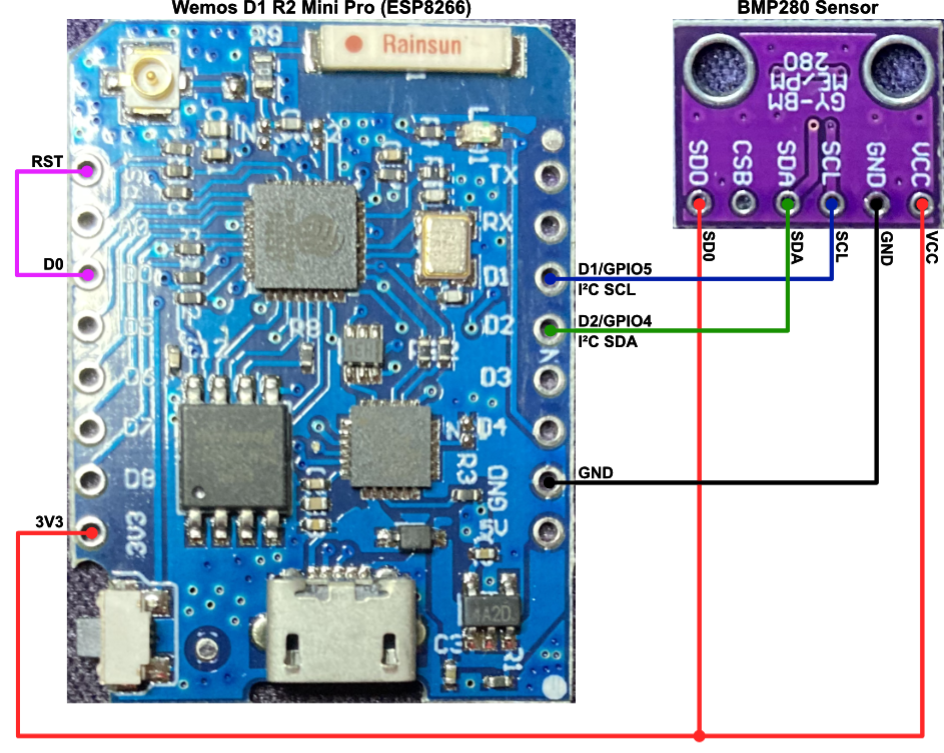 Wemos D1 R2 Mini Pro (ESP8266)
BMP280 Sensor
R9
Rainsun
GY-BM
ME/PM
280
RST
TX
RX
D0
D1
D1/GPIO5
I²C SCL
D2
D2/GPIO4
I²C SDA
D5
D3
D6
D4
D7
R3
D8
GND
GND
3V3
3V3
5V
4A2D
C3
R1
SDO
CSB
SDA
SCL
GND
VCC
SD0
SDA
SCL
GND
VCC